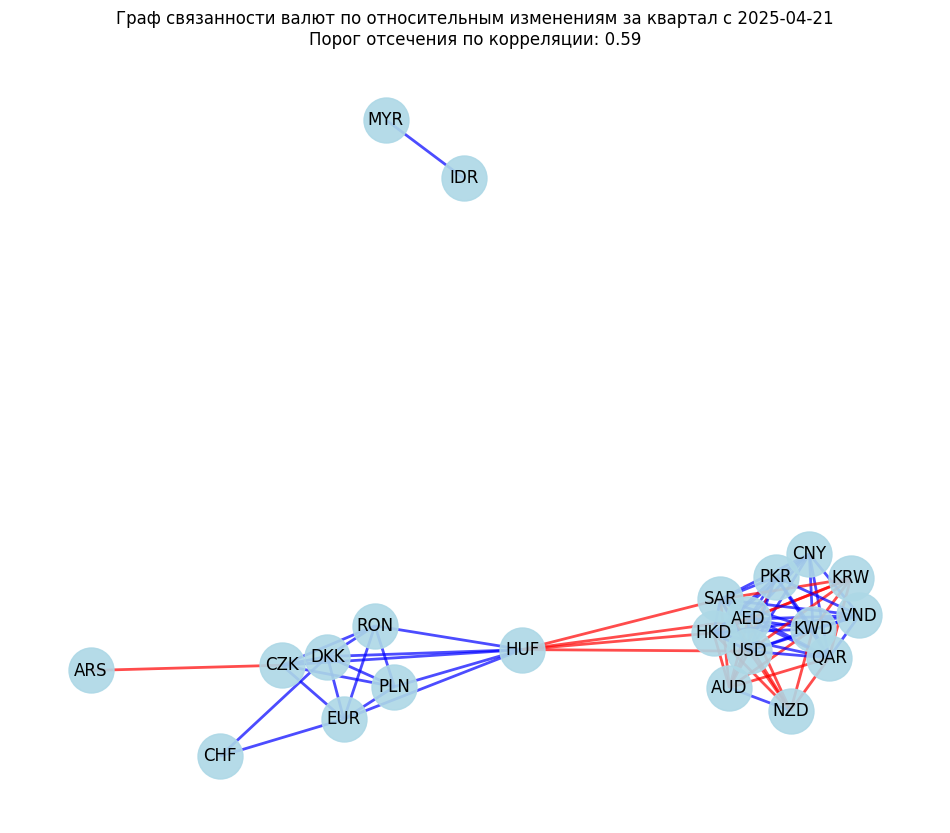 Граф связанности валют по относительным изменениям за квартал с 2025-04-21
Порог отсечения по корреляции: 0.59
MYR
IDR
CNY
PKR
KRW
SAR
VND
AED
KWD
HKD
RON
USD
HUF
DKK
QAR
CZK
ARS
PLN
AUD
NZD
EUR
CHF